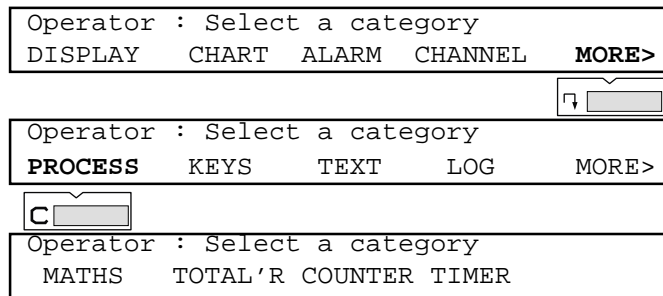 Operator : Select a category
DISPLAY CHART ALARM CHANNEL MORE>
Operator : Select a category
PROCESS KEYS TEXT LOG MORE>
C
Operator : Select a category
MATHS TOTAL'R COUNTER TIMER